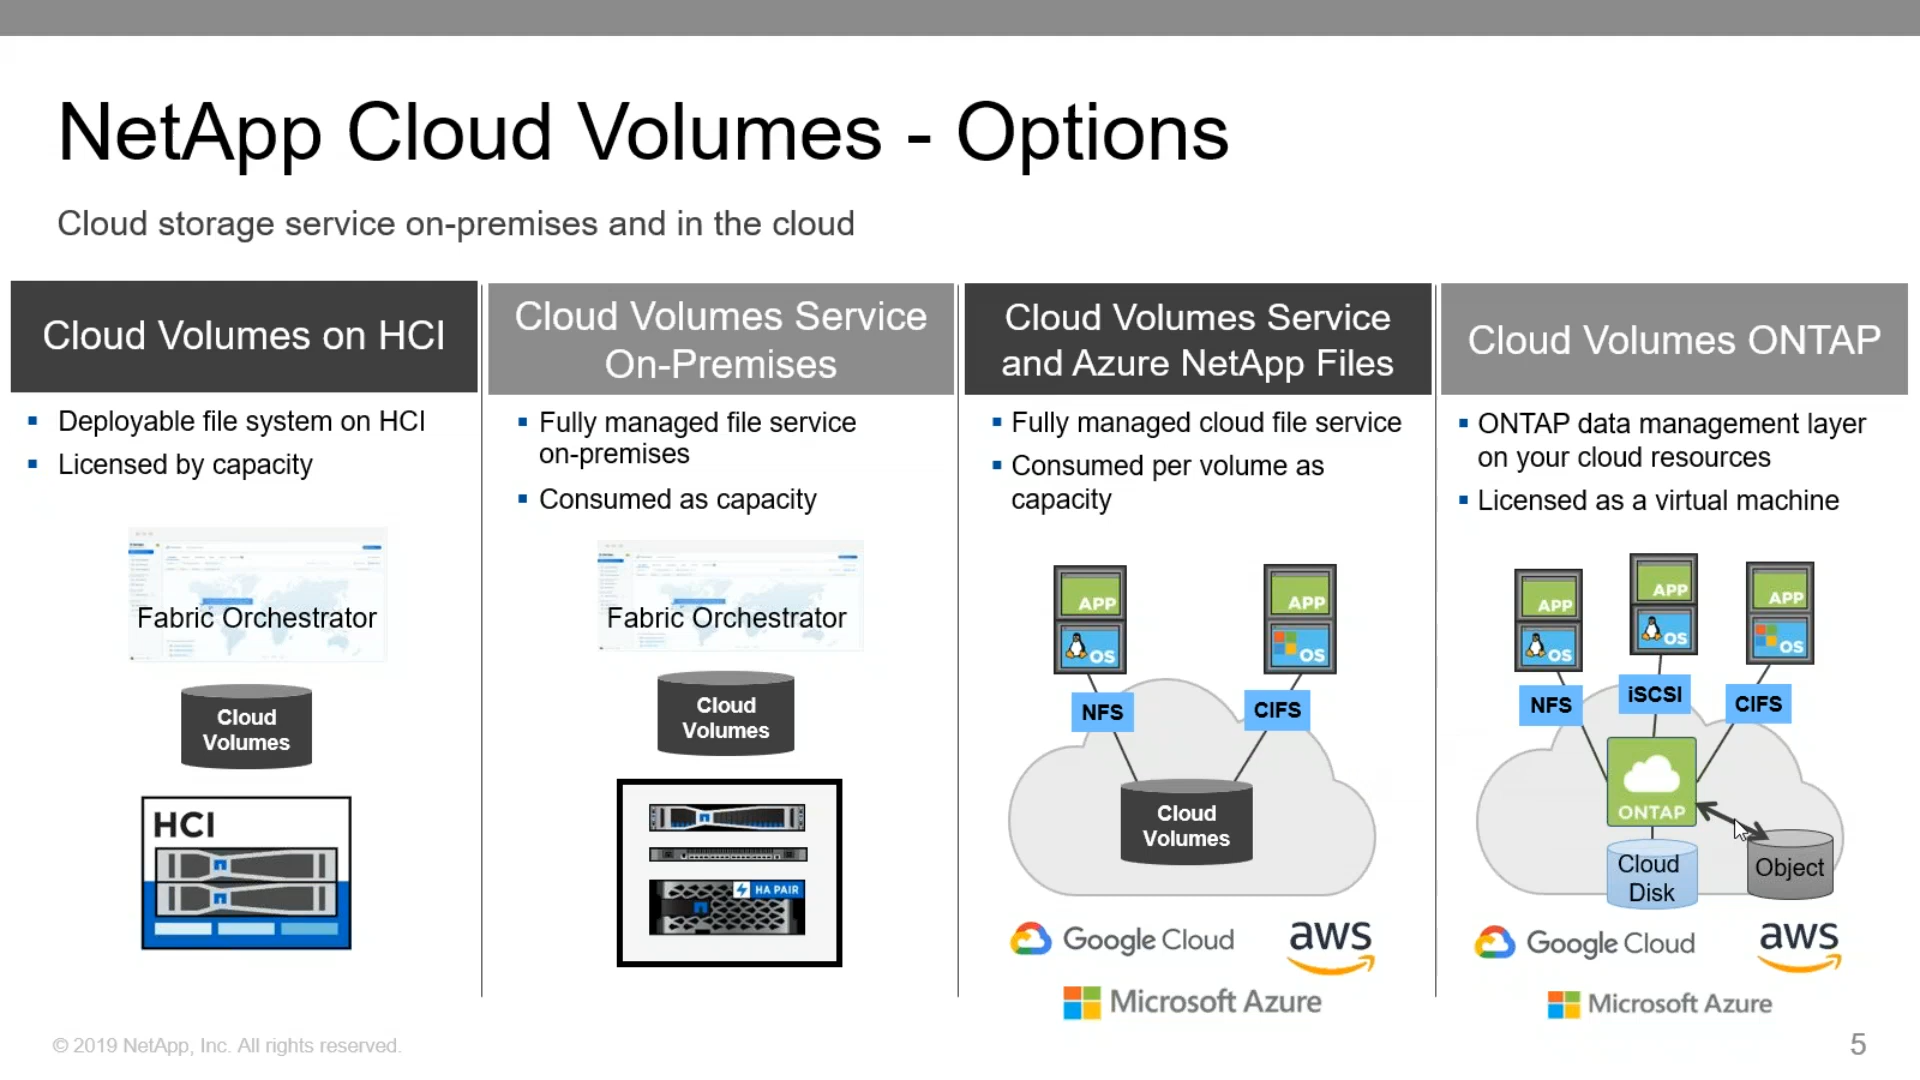 NetApp Cloud Volumes - Options
Cloud storage service on-premises and in the cloud
Cloud Volumes on HCI
Deployable file system on HCI
Licensed by capacity
Fabric Orchestrator
Cloud
Volumes
HCI
Cloud Volumes Service
On-Premises
Fully managed file service
on-premises
Consumed as capacity
Fabric Orchestrator
Cloud
Volumes
HA PAIR
Cloud Volumes Service
and Azure NetApp Files
Fully managed cloud file service
Consumed per volume as
capacity
APP
OS
APP
OS
NFS
CIFS
Cloud
Volumes
Google Cloud
aws
Microsoft Azure
Cloud Volumes ONTAP
ONTAP data management layer
on your cloud resources
Licensed as a virtual machine
APP
OS
APP
OS
APP
OS
NFS
iSCSI
CIFS
ONTAP
Cloud
Disk
Object
Google Cloud
aws
Microsoft Azure
© 2019 NetApp, Inc. All rights reserved.
5